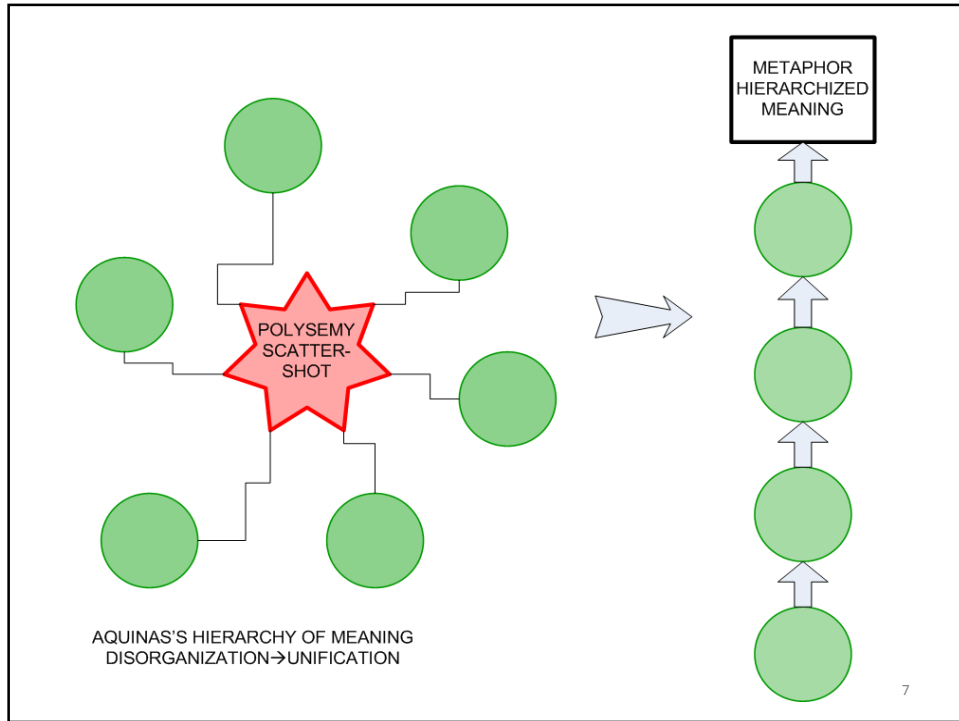 METAPHOR
HIERARCHIZED
MEANING
POLYSEMY
SCATTER-
SHOT
AQUINAS'S HIERARCHY OF MEANING
DISORGANIZATION→UNIFICATION
7